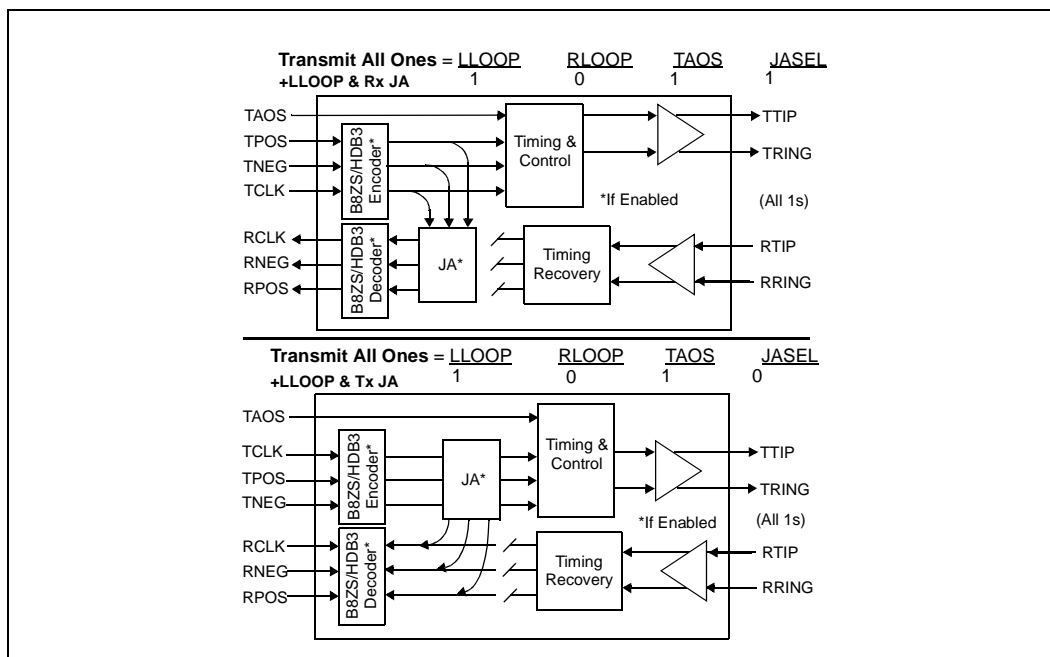 Transmit All Ones = LLOOP RLOOP TAOS JASEL
+LLOOP & Rx JA 1 0 1 1
TAOS
TPOS
TNEG
TCLK
B8ZS/HDB3
Encoder*
Timing &
Control
TTIP
TRING
*If Enabled
(All 1s)
RCLK
RNEG
RPOS
B8ZS/HDB3
Decoder*
JA*
Timing
Recovery
RTIP
RRING
Transmit All Ones = LLOOP RLOOP TAOS JASEL
+LLOOP & Tx JA 1 0 1 0
TAOS
TCLK
TPOS
TNEG
B8ZS/HDB3
Encoder*
JA*
Timing &
Control
TTIP
TRING
*If Enabled
(All 1s)
RCLK
RNEG
RPOS
B8ZS/HDB3
Decoder*
Timing
Recovery
RTIP
RRING